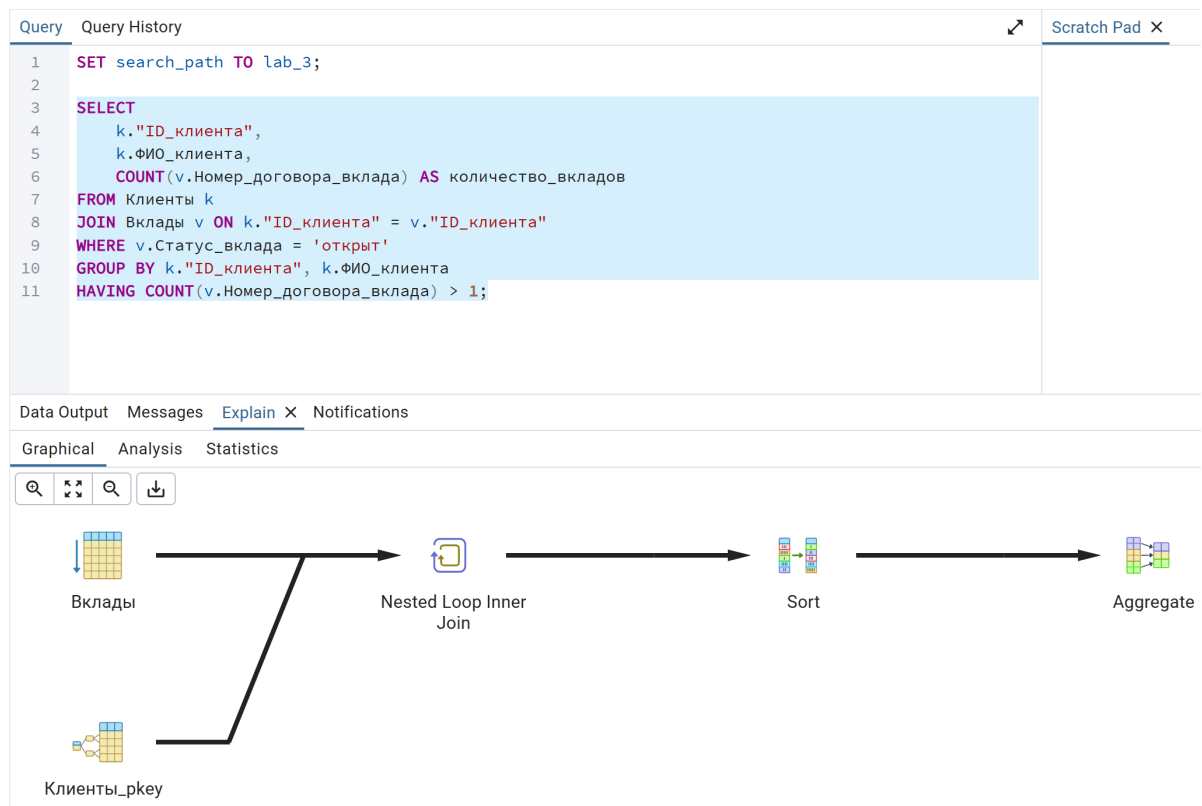 Query Query History Scratch Pad
1 SET search_path TO lab_3;
2
3 SELECT
4 k."ID_клиента",
5 k.ФИО_клиента,
6 COUNT(v.Номер_договора_вклада) AS количество_вкладов
7 FROM Клиенты k
8 JOIN Вклады v ON k."ID_клиента" = v."ID_клиента"
9 WHERE v.Статус_вклада = 'открыт'
10 GROUP BY k."ID_клиента", k.ФИО_клиента
11 HAVING COUNT(v.Номер_договора_вклада) > 1;
Data Output Messages Explain Notifications
Graphical Analysis Statistics
Вклады
Nested Loop Inner
Join
Sort
Aggregate
Клиенты_pkey